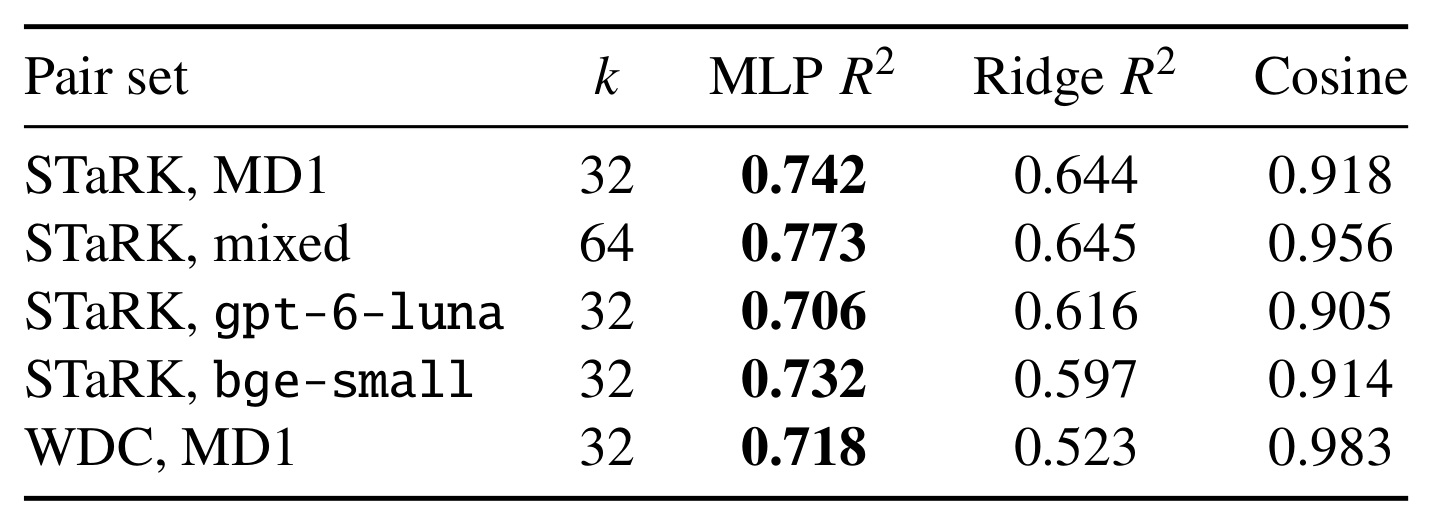 Pair set k MLP R² Ridge R² Cosine
STaRK, MD1 32 0.742 0.644 0.918
STaRK, mixed 64 0.773 0.645 0.956
STaRK, gpt-6-luna 32 0.706 0.616 0.905
STaRK, bge-small 32 0.732 0.597 0.914
WDC, MD1 32 0.718 0.523 0.983